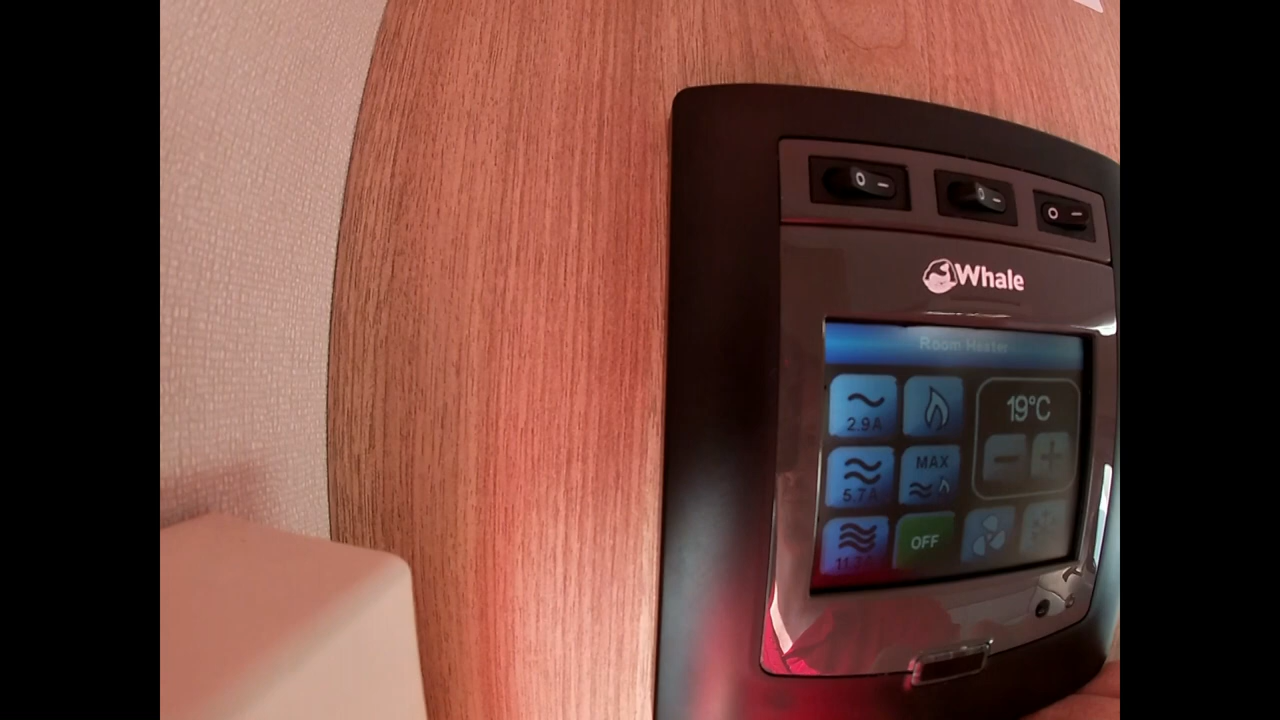 O – O – O –
Whale
Room Heater
2.9A
19°C
5.7A
MAX
OFF